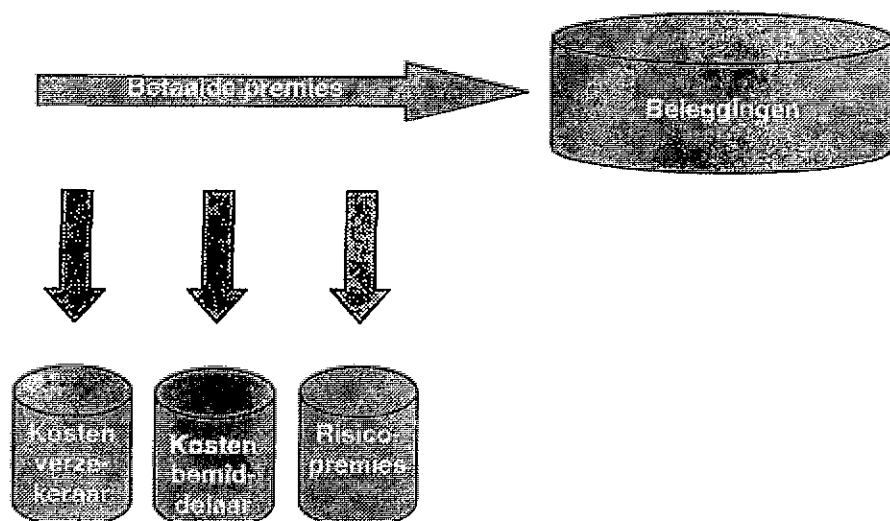 Betaalde premies
Beleggingen
Kosten
verze-
keraar
Kosten
bemid-
delaar
Risico-
premies